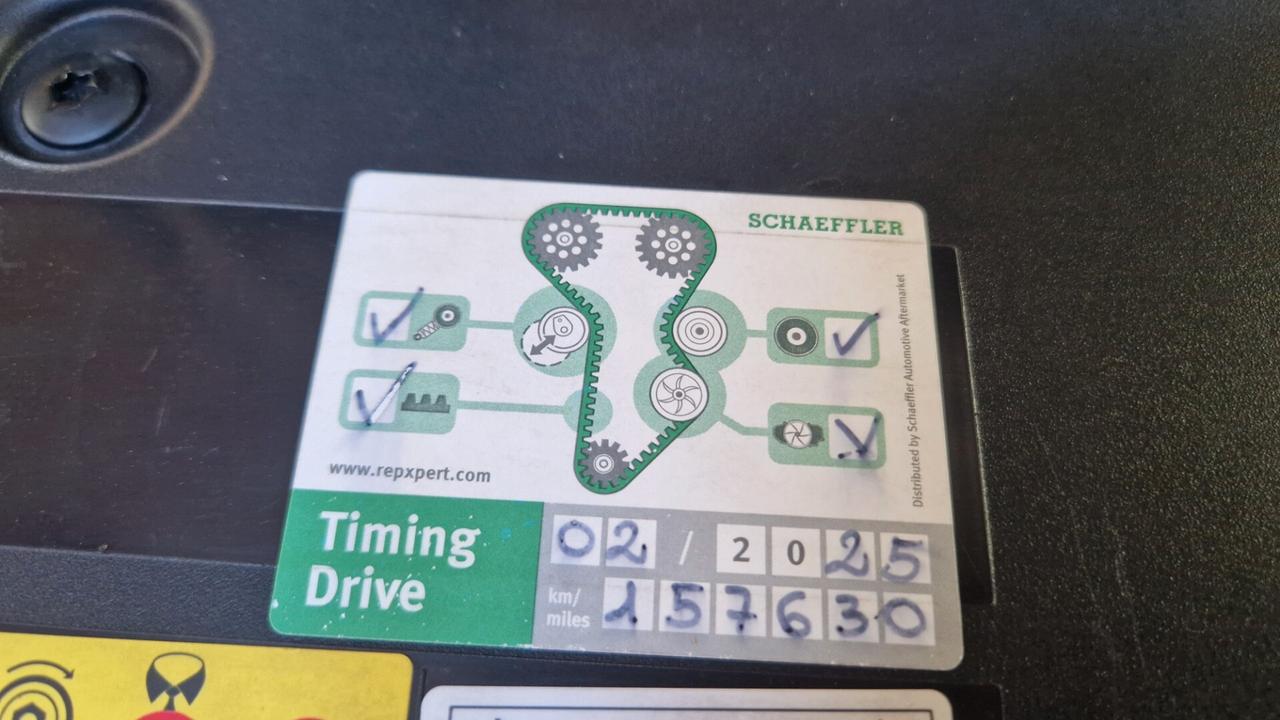 SCHAEFFLER
Distributed by Schaeffler Automotive Aftermarket
www.repxpert.com
Timing
Drive
02 / 2025
km/
miles
157630